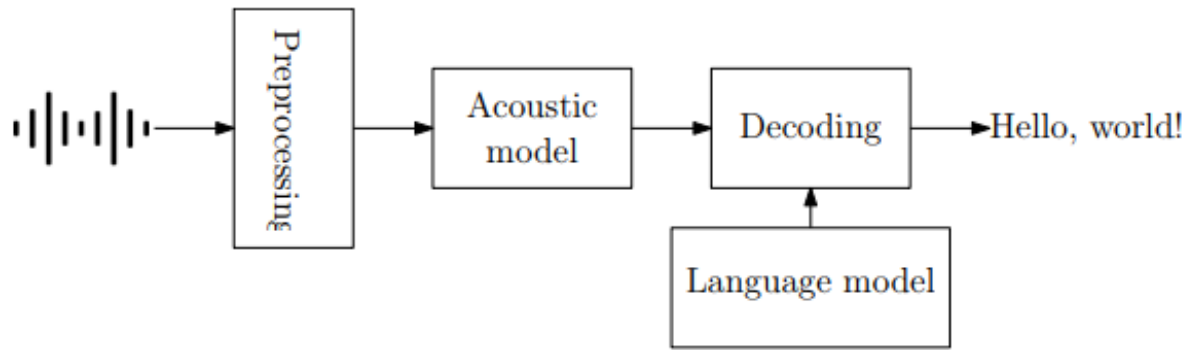 Preprocessing
Acoustic
model
Decoding
Hello, world!
Language model